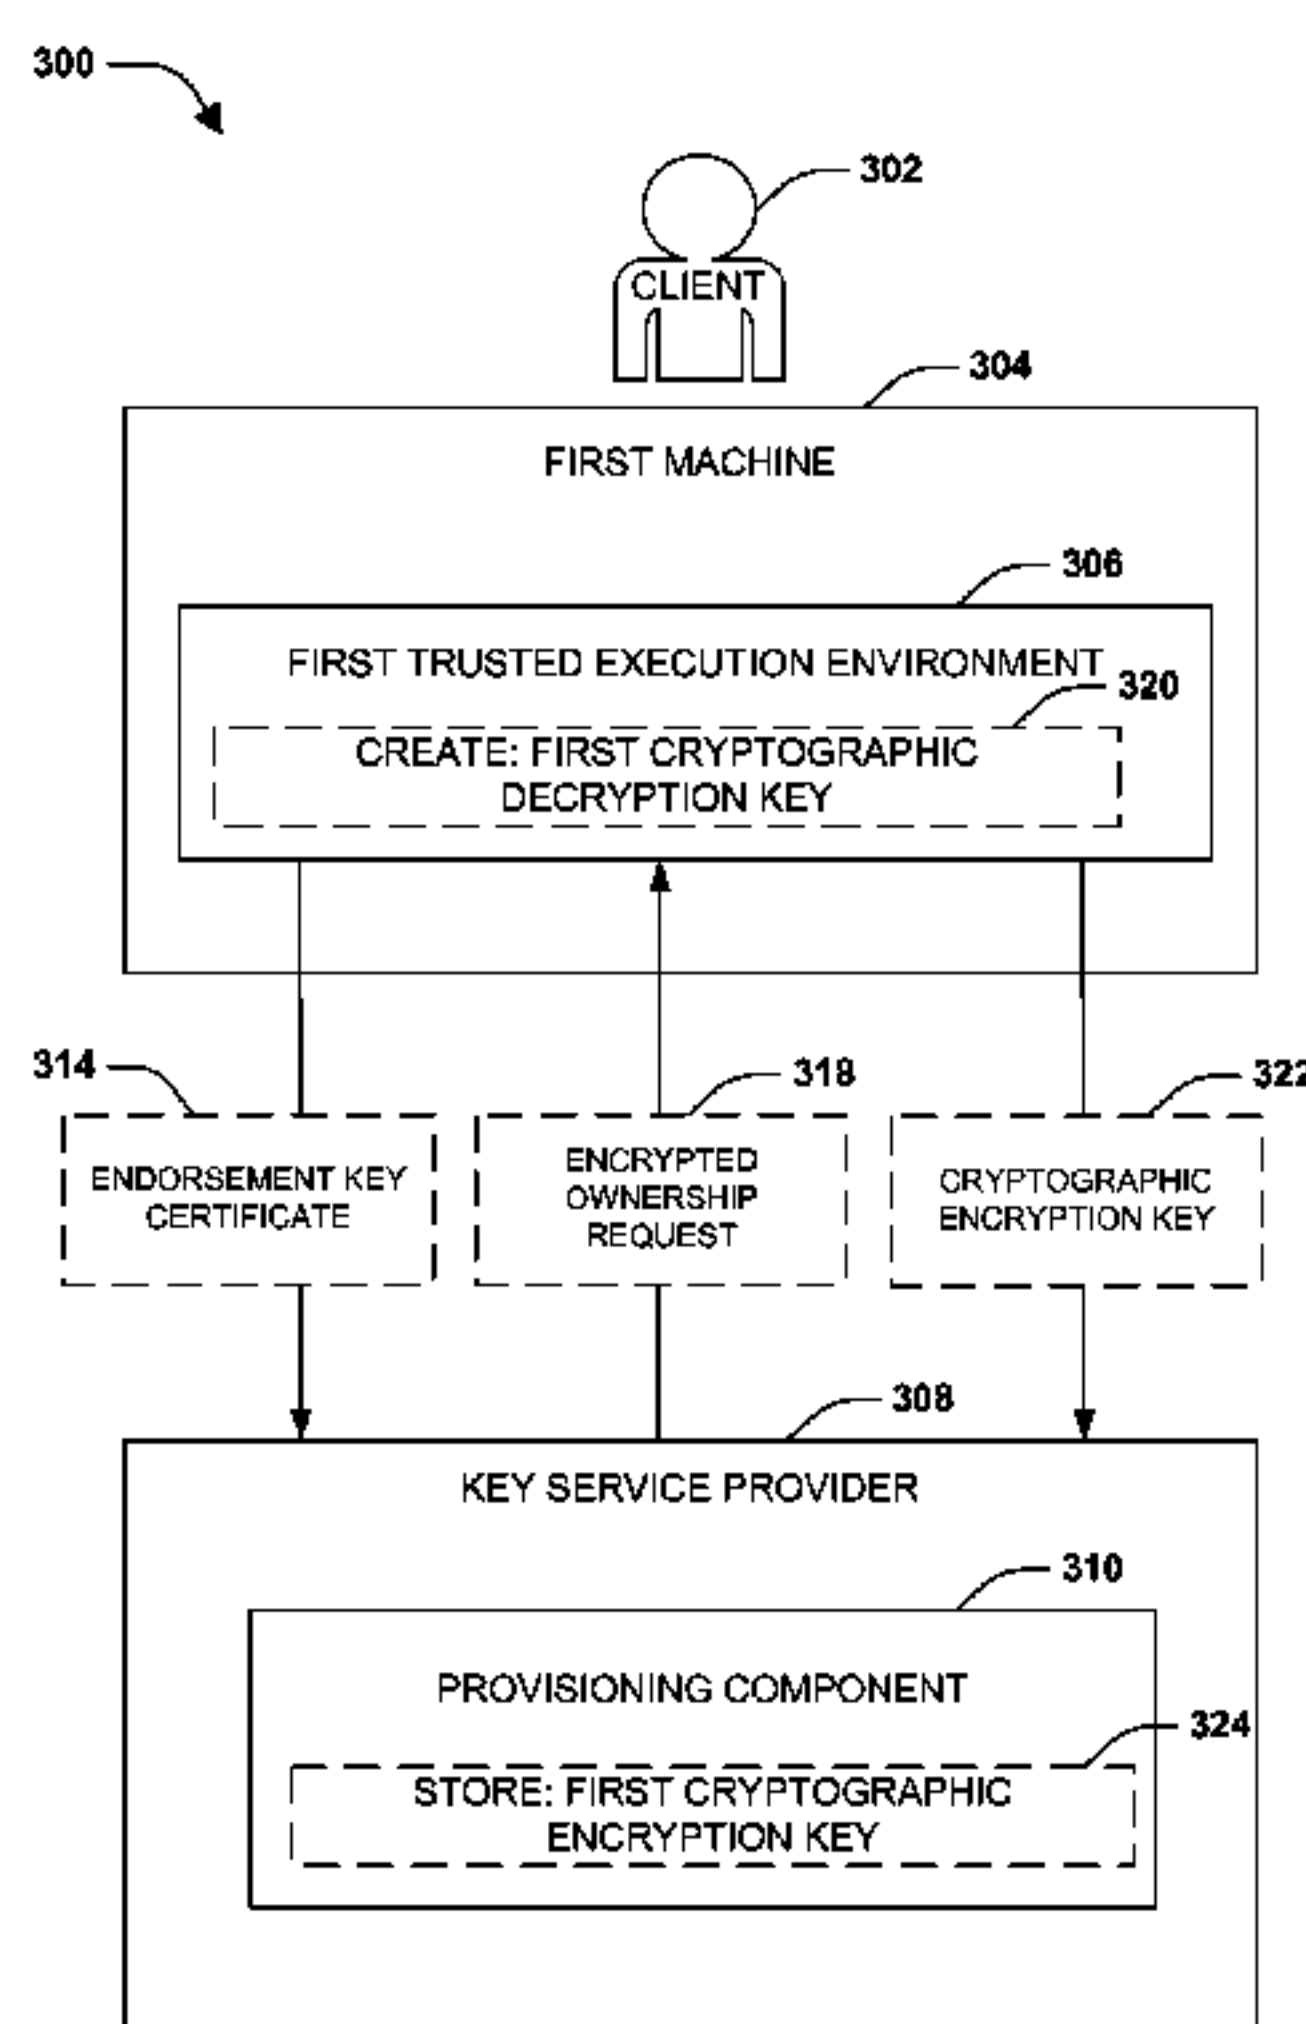 300
302
CLIENT
304
FIRST MACHINE
306
FIRST TRUSTED EXECUTION ENVIRONMENT
320
CREATE: FIRST CRYPTOGRAPHIC
DECRYPTION KEY
314
318
322
ENDORSEMENT KEY
CERTIFICATE
ENCRYPTED
OWNERSHIP
REQUEST
CRYPTOGRAPHIC
ENCRYPTION KEY
308
KEY SERVICE PROVIDER
310
PROVISIONING COMPONENT
324
STORE: FIRST CRYPTOGRAPHIC
ENCRYPTION KEY